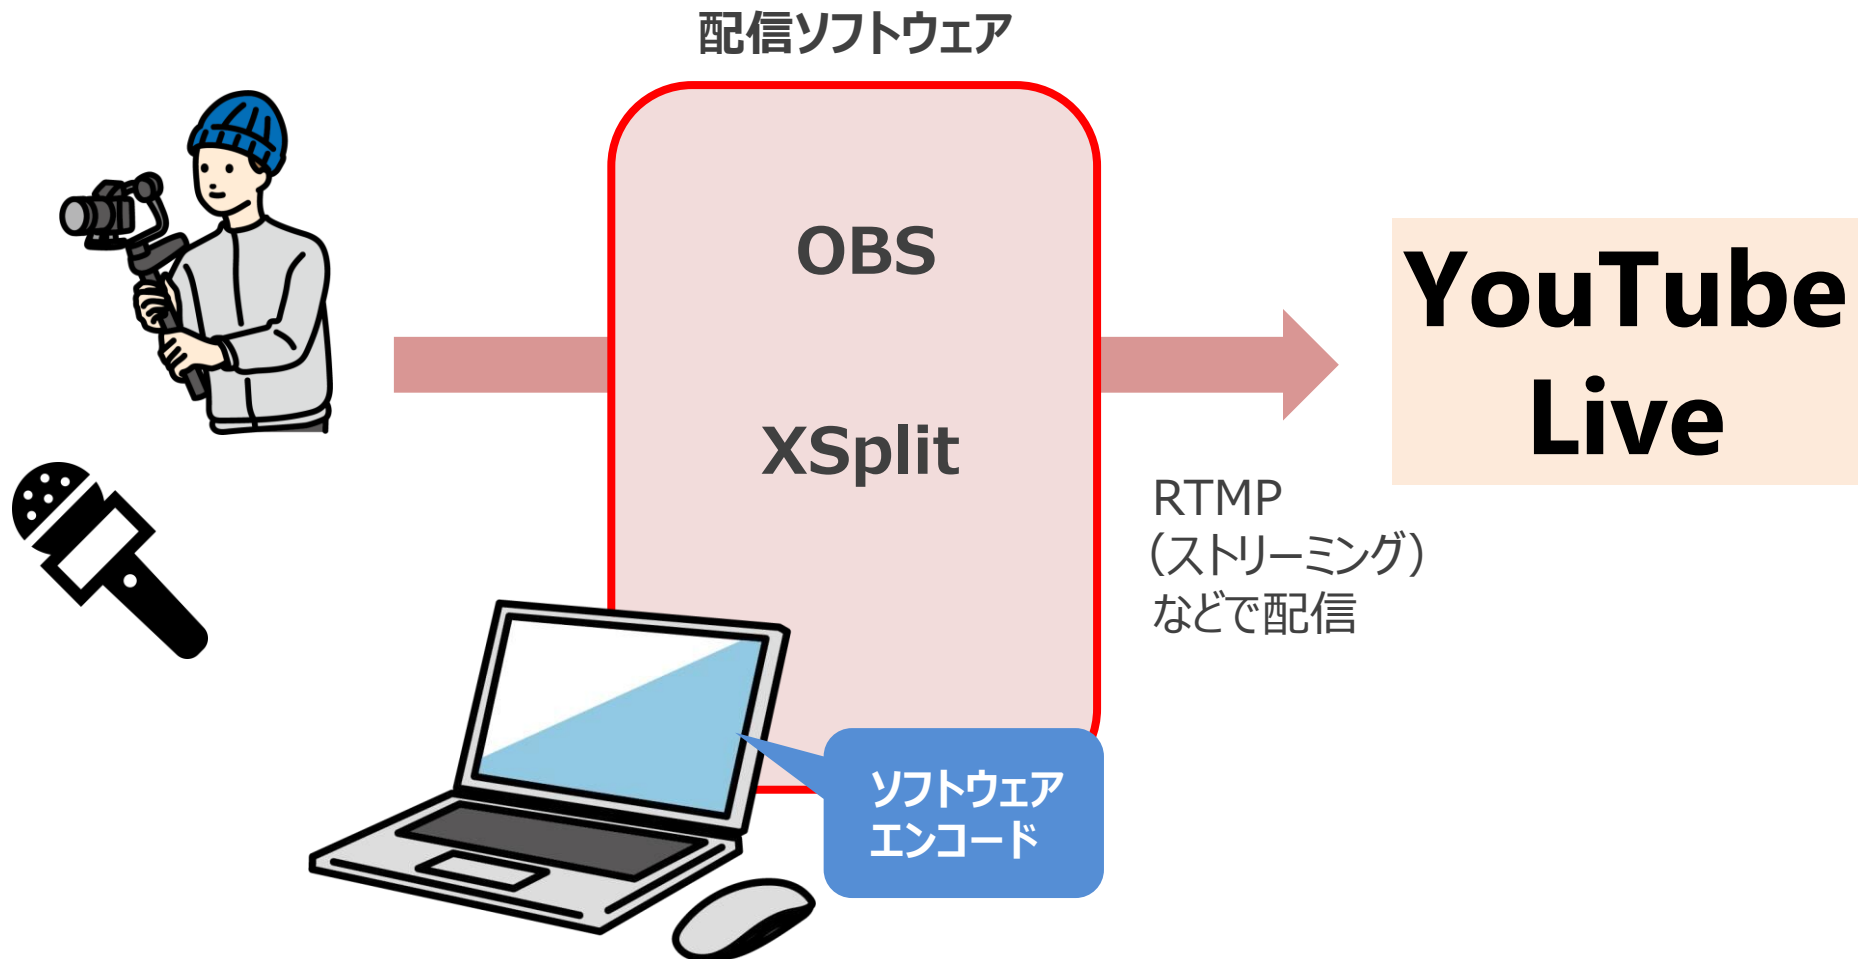 配信ソフトウェア
OBS
XSplit
YouTube
Live
RTMP
（ストリーミング）
などで配信
ソフトウェア
エンコード